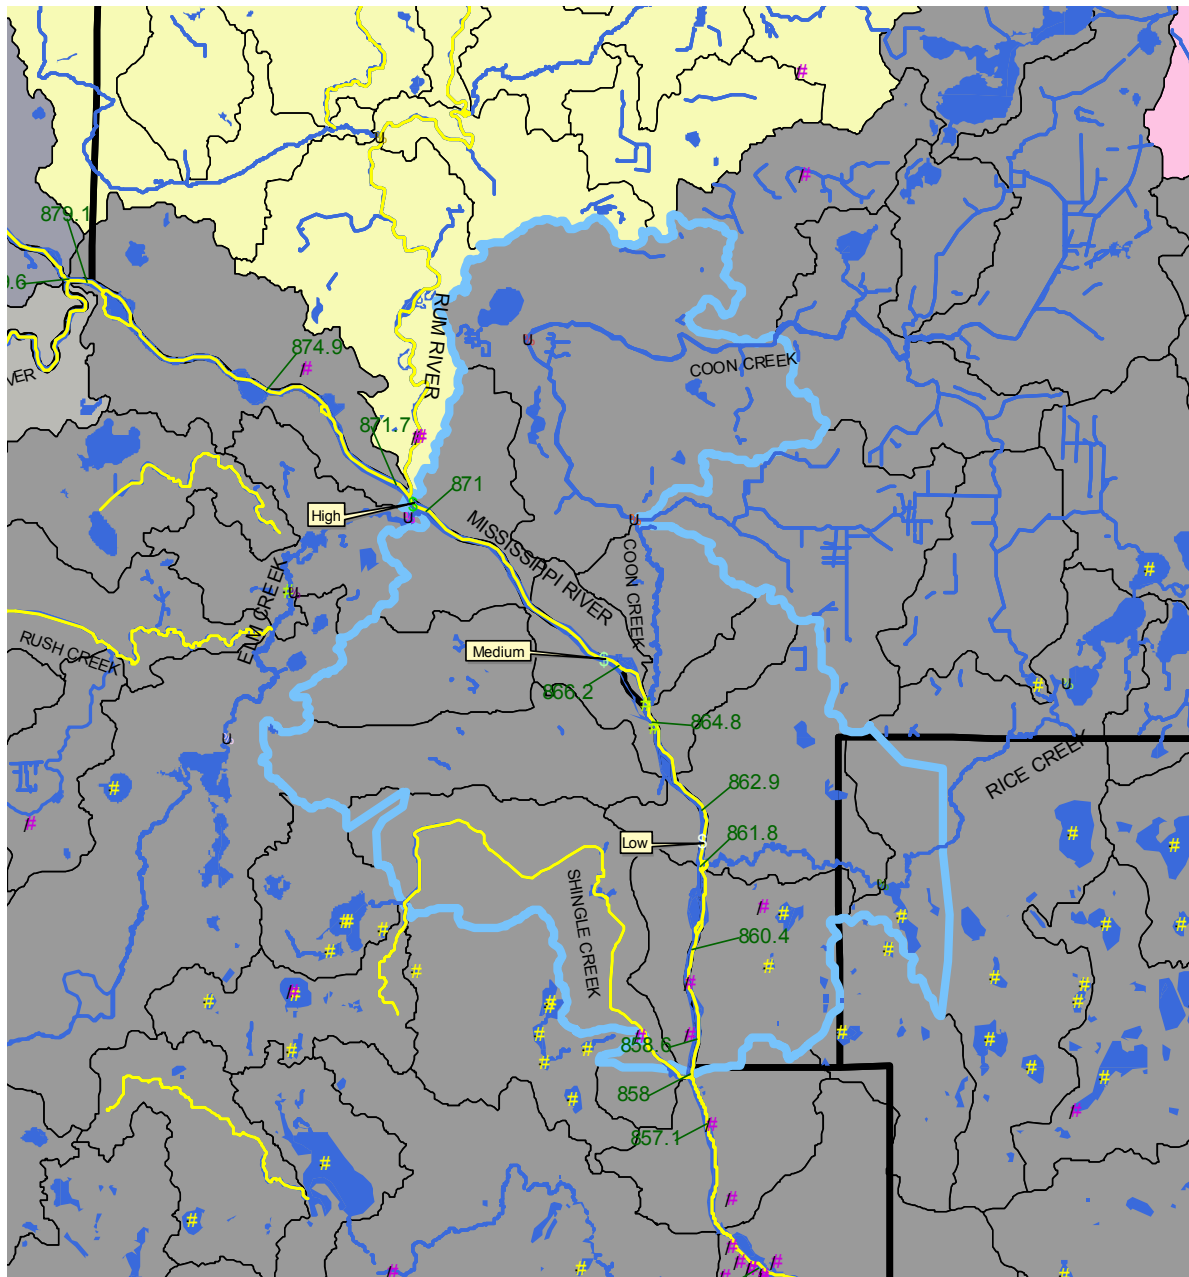 879.1
0.6
874.9
RUM RIVER
COON CREEK
VER
871.7
871
High
MISSISSIPPI RIVER
COON CREEK
ELM CREEK
RUSH CREEK
Medium
866.2
864.8
RICE CREEK
862.9
861.8
Low
SHINGLE CREEK
860.4
858.6
858
857.1